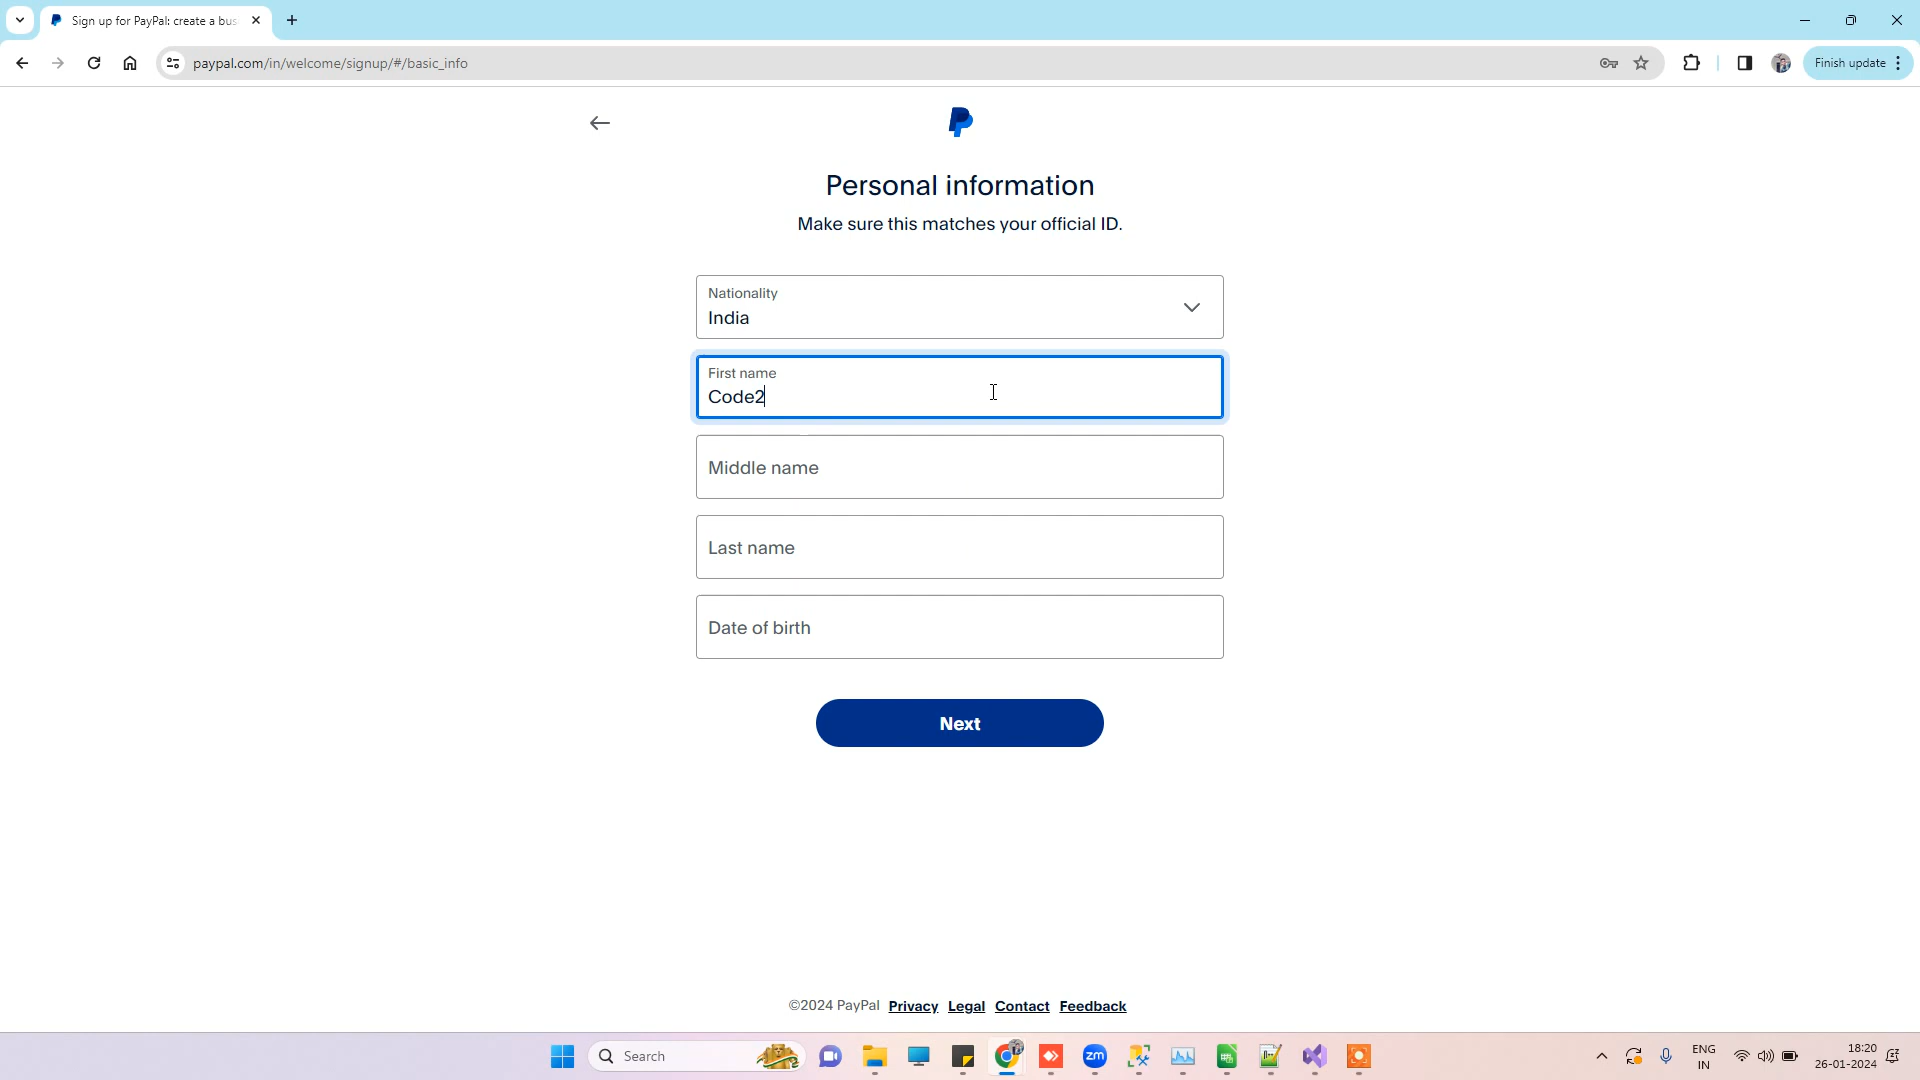 Sign up for PayPal: create a bus
Finish update
paypal.com/in/welcome/signup/#/basic_info
Personal information
Make sure this matches your official ID.
Nationality
India
First name
Code2
Middle name
Last name
Date of birth
Next
©2024 PayPal Privacy Legal Contact Feedback
Search
zm
ENG
IN
18:20
26-01-2024